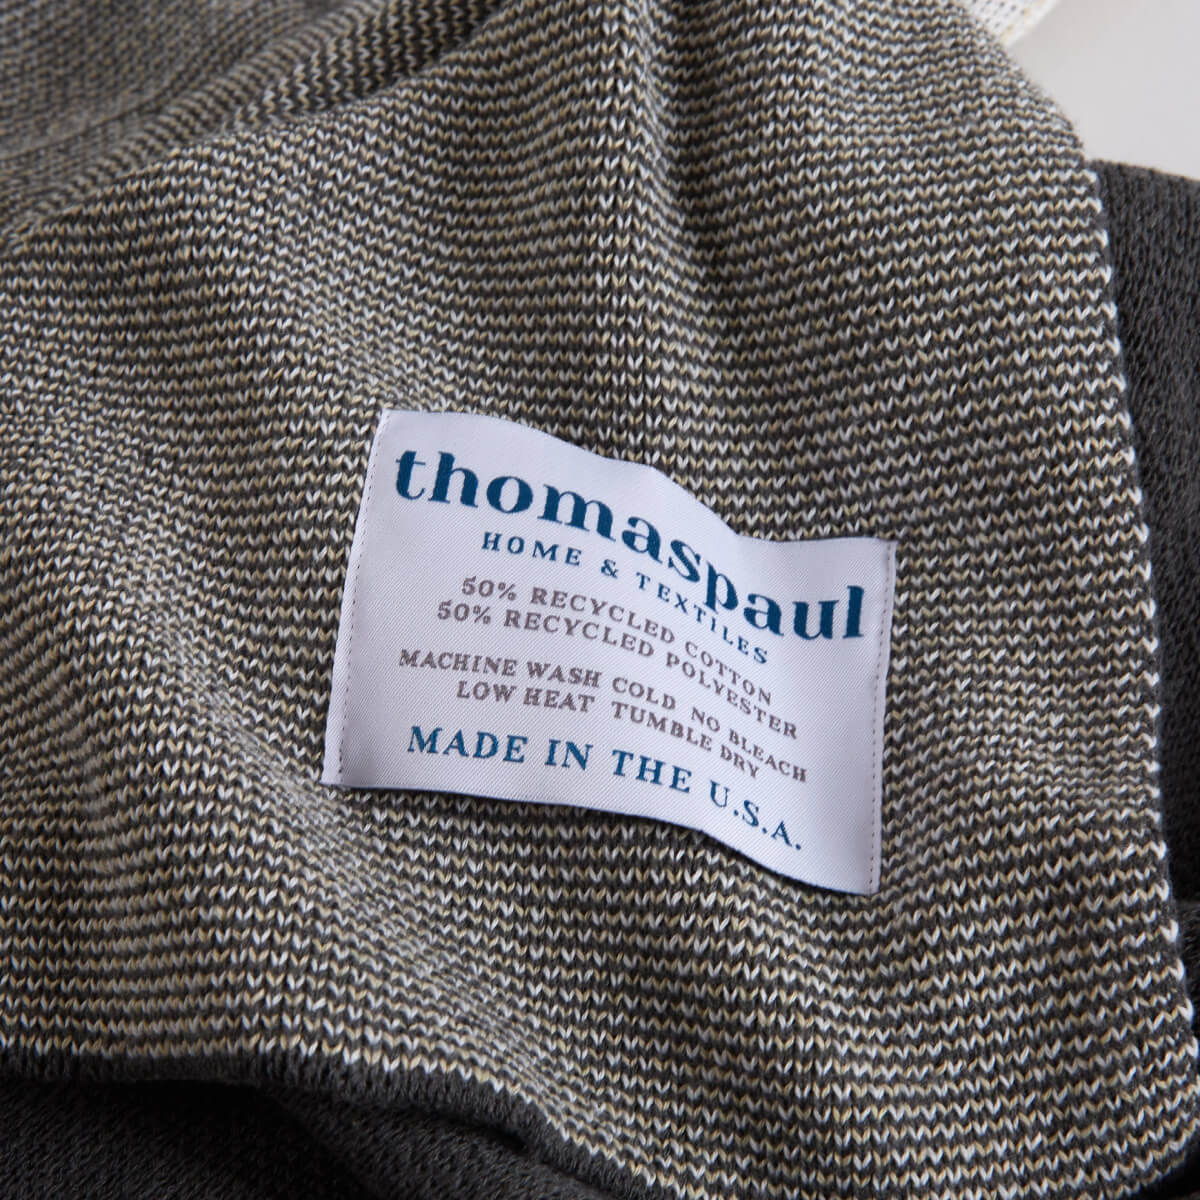 thomaspaul
HOME & TEXTILES
50% RECYCLED COTTON
50% RECYCLED POLYESTER
MACHINE WASH COLD NO BLEACH
LOW HEAT TUMBLE DRY
MADE IN THE U.S.A.